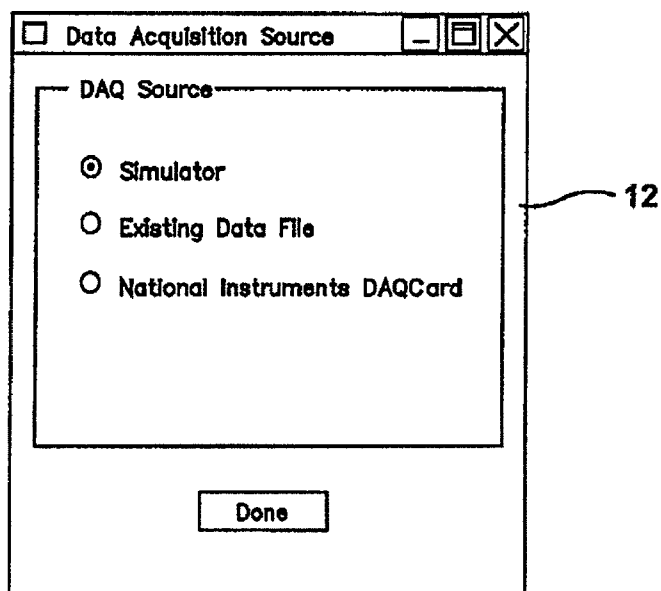 Data Acquisition Source
DAQ Source
Simulator
Existing Data File
12
National Instruments DAQCard
Done